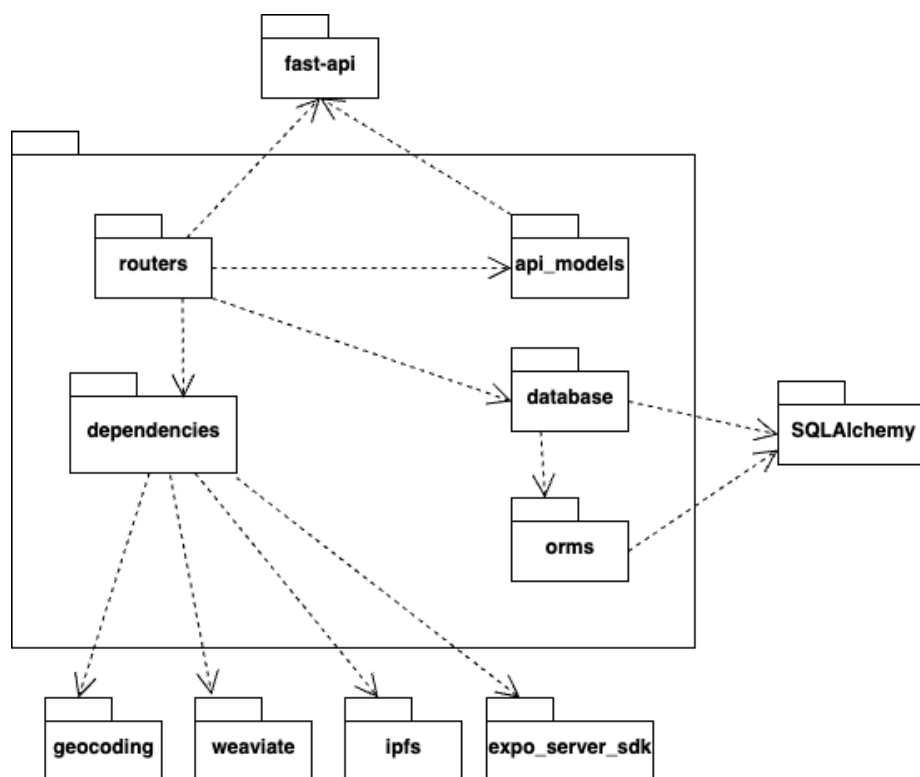 fast-api
routers
api_models
database
dependencies
SQLAlchemy
orms
geocoding
weaviate
ipfs
expo_server_sdk